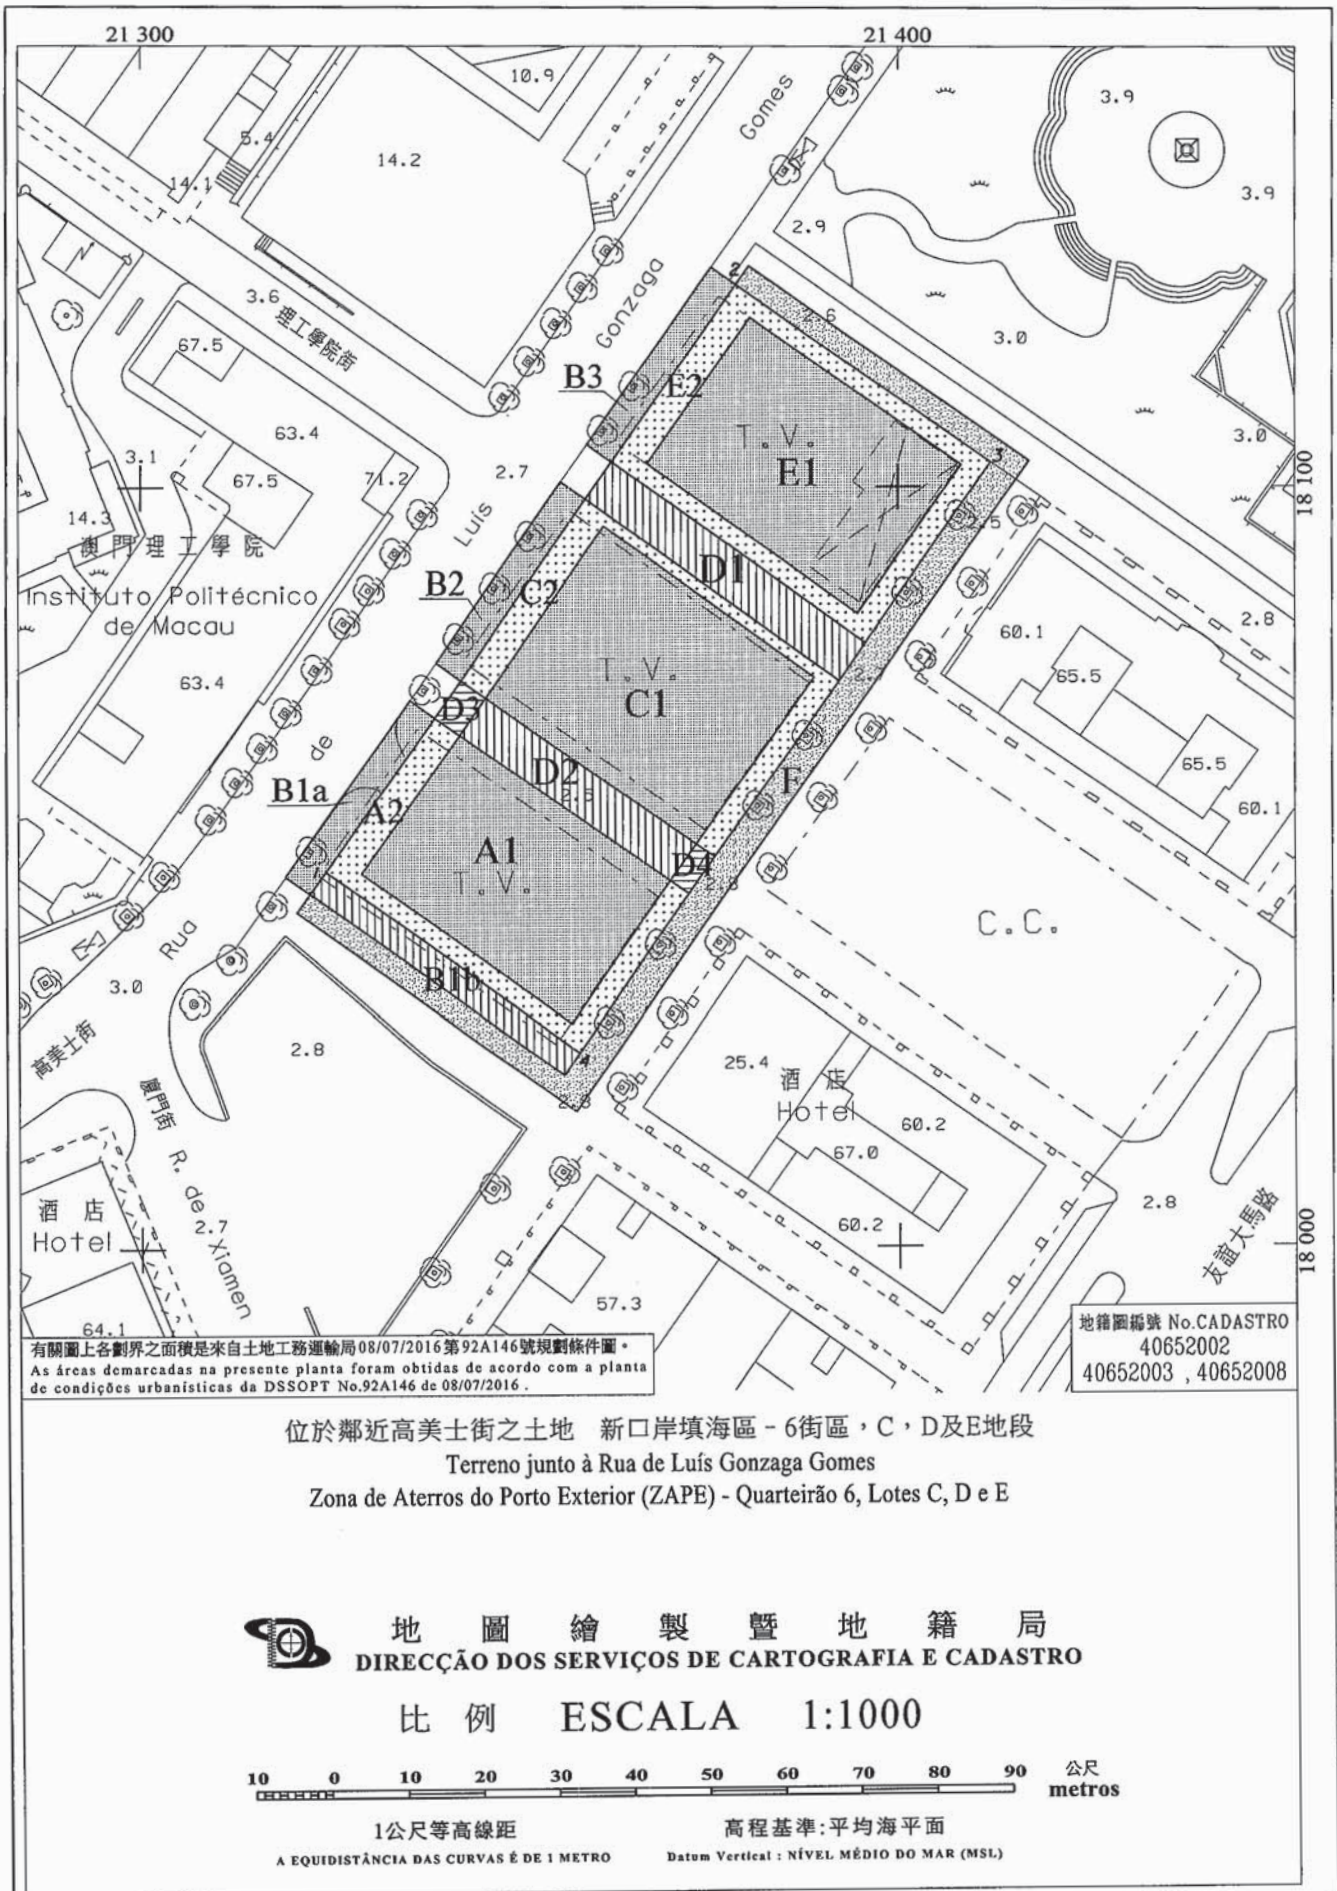 21 300
21 400
10.9
Gomes
3.9
5.4
14.2
14.1
3.9
2.9
2
3.6
理工學院街
Gonzaga
2.6
3.0
67.5
B3
E2
T.V.
3.0
63.4
3
E1
3.1
67.5
71.2
2.7
18 100
14.3
澳門理工學院
Luís
2.5
D1
Instituto Politécnico
de Macau
B2
C2
60.1
2.8
T.V.
C1
65.5
63.4
D3
de
D2
F
65.5
B1a
A2
60.1
A1
T.V.
D4
C.C.
Rua
B1b
3.0
高美士街
2.8
4
25.4
酒店
Hotel
廈門街 R. de Xiamen
60.2
67.0
酒店
Hotel
2.7
60.2
2.8
友誼大馬路
18 000
57.3
64.1
有關圖上各劃界之面積是來自土地工務運輸局08/07/2016第92A146號規劃條件圖。
As áreas demarcadas na presente planta foram obtidas de acordo com a planta
de condições urbanísticas da DSSOPT No.92A146 de 08/07/2016 .
地籍圖編號 No.CADASTRO
40652002
40652003 , 40652008
位於鄰近高美士街之土地 新口岸填海區 - 6街區，C，D及E地段
Terreno junto à Rua de Luís Gonzaga Gomes
Zona de Aterros do Porto Exterior (ZAPE) - Quarteirão 6, Lotes C, D e E
地圖繪製暨地籍局
DIRECÇÃO DOS SERVIÇOS DE CARTOGRAFIA E CADASTRO
比例 ESCALA 1:1000
10 0 10 20 30 40 50 60 70 80 90 公尺
metros
1公尺等高線距 高程基準:平均海平面
A EQUIDISTÂNCIA DAS CURVAS É DE 1 METRO Datum Vertical : NÍVEL MÉDIO DO MAR (MSL)